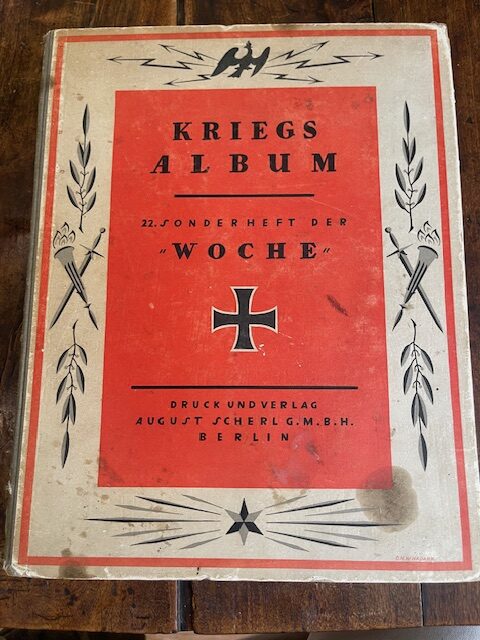 KRIEGS
ALBUM
22. SONDERHEFT DER
"WOCHE"
DRUCK UND VERLAG
AUGUST SCHERL G.M.B.H.
BERLIN